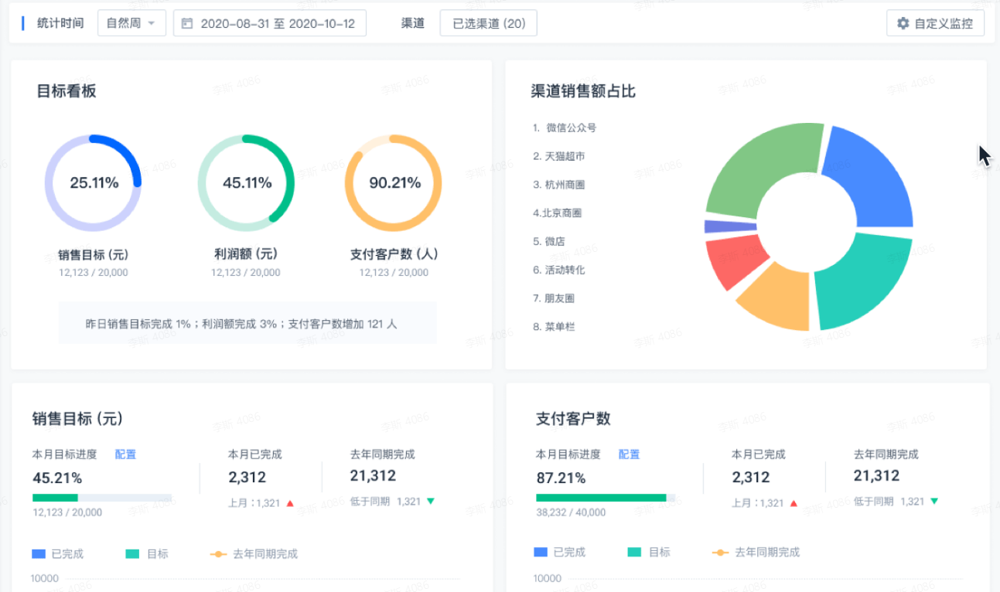 统计时间 自然周 2020-08-31 至 2020-10-12 渠道 已选渠道 (20) 自定义监控
目标看板
25.11% 45.11% 90.21%
销售目标 (元) 利润额 (元) 支付客户数 (人)
12,123 / 20,000 12,123 / 20,000 12,123 / 20,000
昨日销售目标完成 1%；利润额完成 3%；支付客户数增加 121 人
渠道销售额占比
1. 微信公众号
2. 天猫超市
3. 杭州商圈
4.北京商圈
5. 微店
6. 活动转化
7. 朋友圈
8. 菜单栏
销售目标 (元)
本月目标进度 配置 本月已完成 去年同期完成
45.21% 2,312 21,312
上月：1,321 低于同期 1,321
12,123 / 20,000
已完成 目标 去年同期完成
10000
支付客户数
本月目标进度 配置 本月已完成 去年同期完成
87.21% 2,312 21,312
上月：1,321 低于同期 1,321
38,232 / 40,000
已完成 目标 去年同期完成
10000